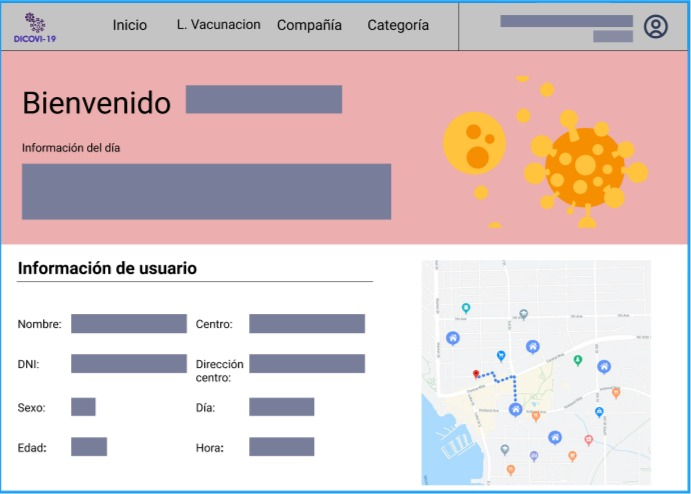 DICOVI-19
Inicio
L. Vacunacion
Compañía
Categoría
Bienvenido
Información del día
Información de usuario
Nombre:
Centro:
DNI:
Dirección
centro:
Sexo:
Día:
Edad:
Hora: